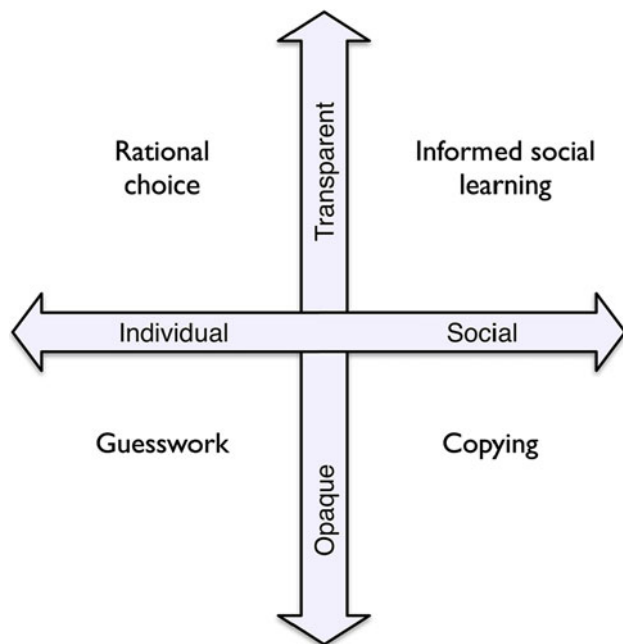 Transparent
Rational
choice
Informed social
learning
Individual
Social
Guesswork
Copying
Opaque